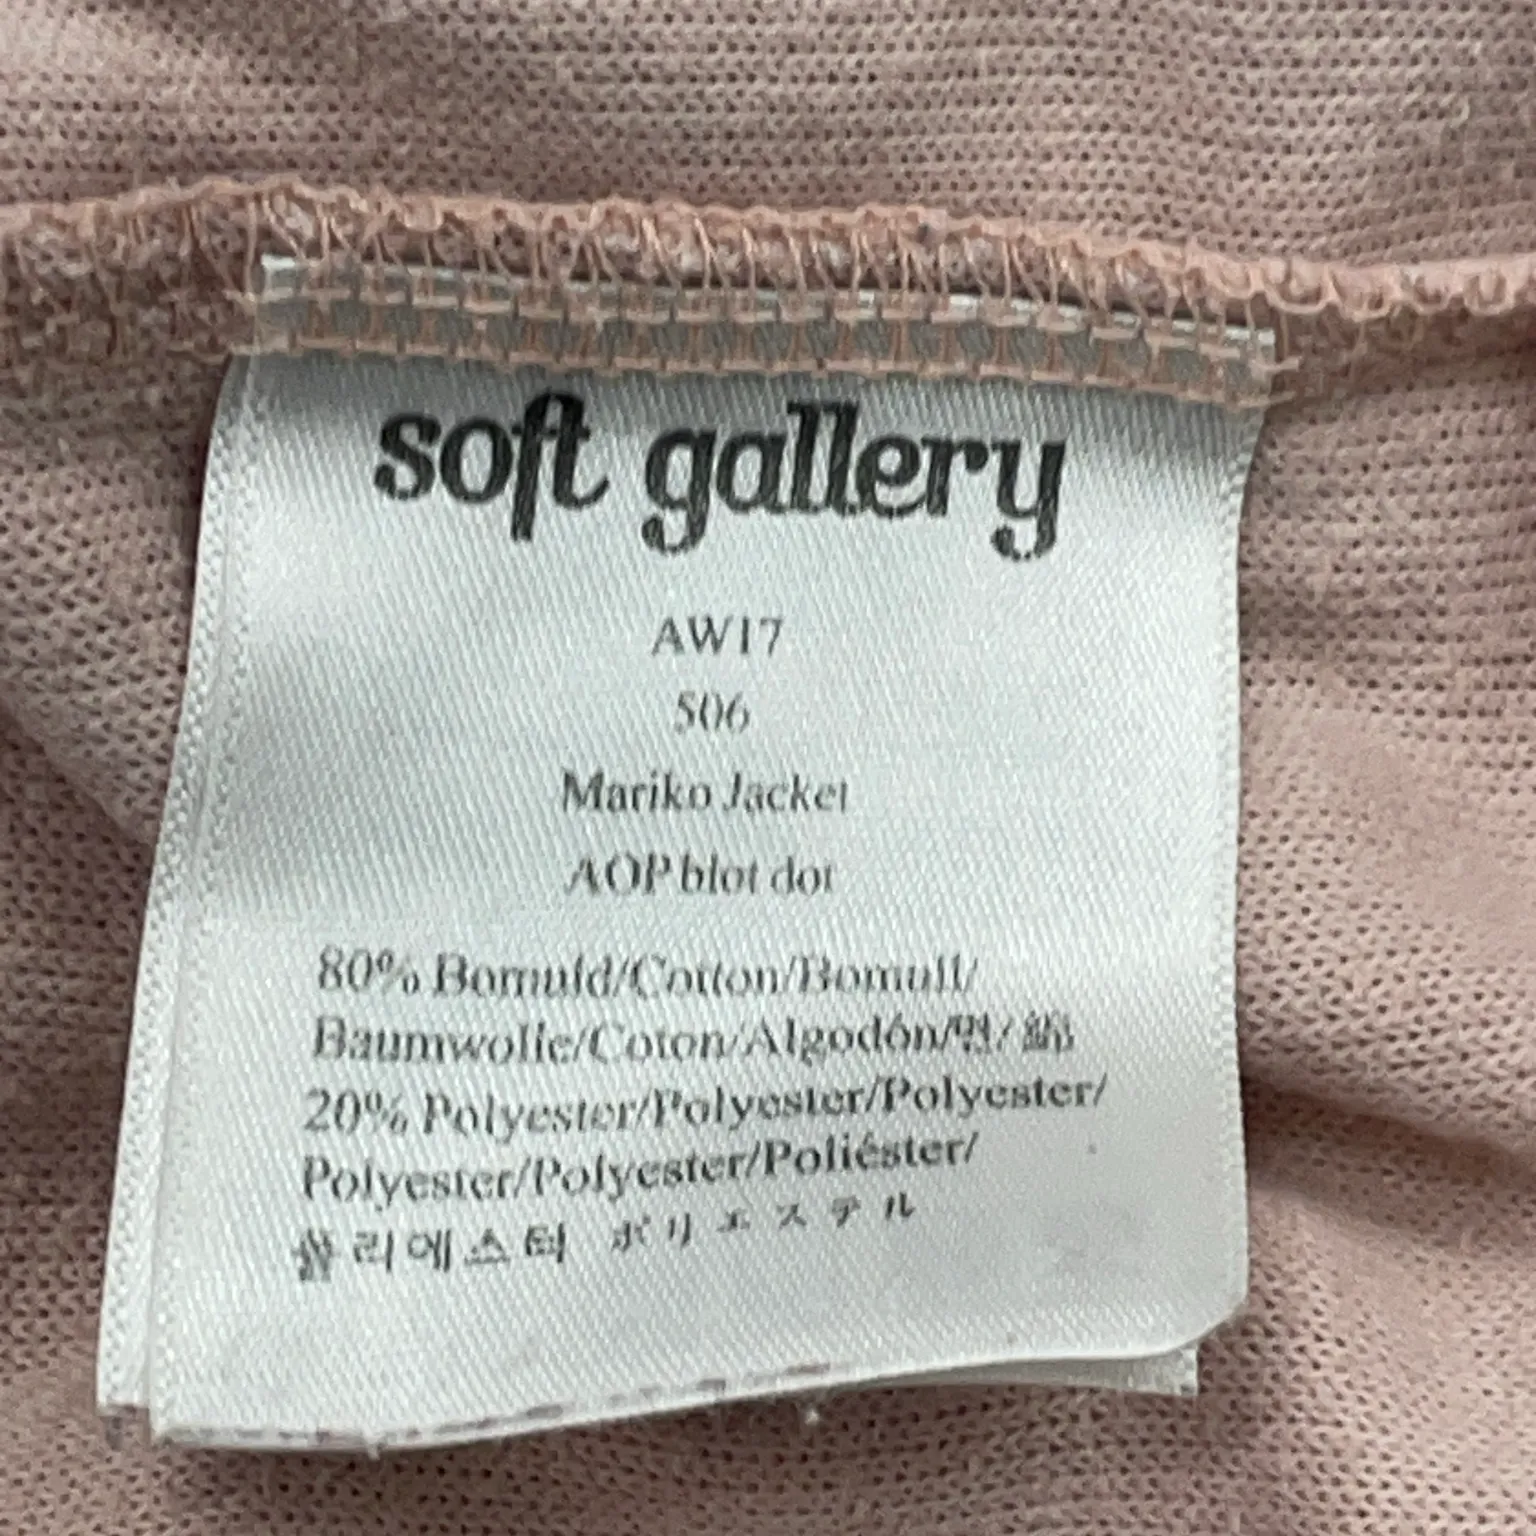 soft gallery
AW17
506
Mariko Jacket
AOP blot dot
80% Bomuld/Cotton/Bomull/
Baumwolle/Coton/Algodón/면/綿
20% Polyester/Polyester/Polyester/
Polyester/Polyester/Poliéster/
폴리에스터 ポリエステル